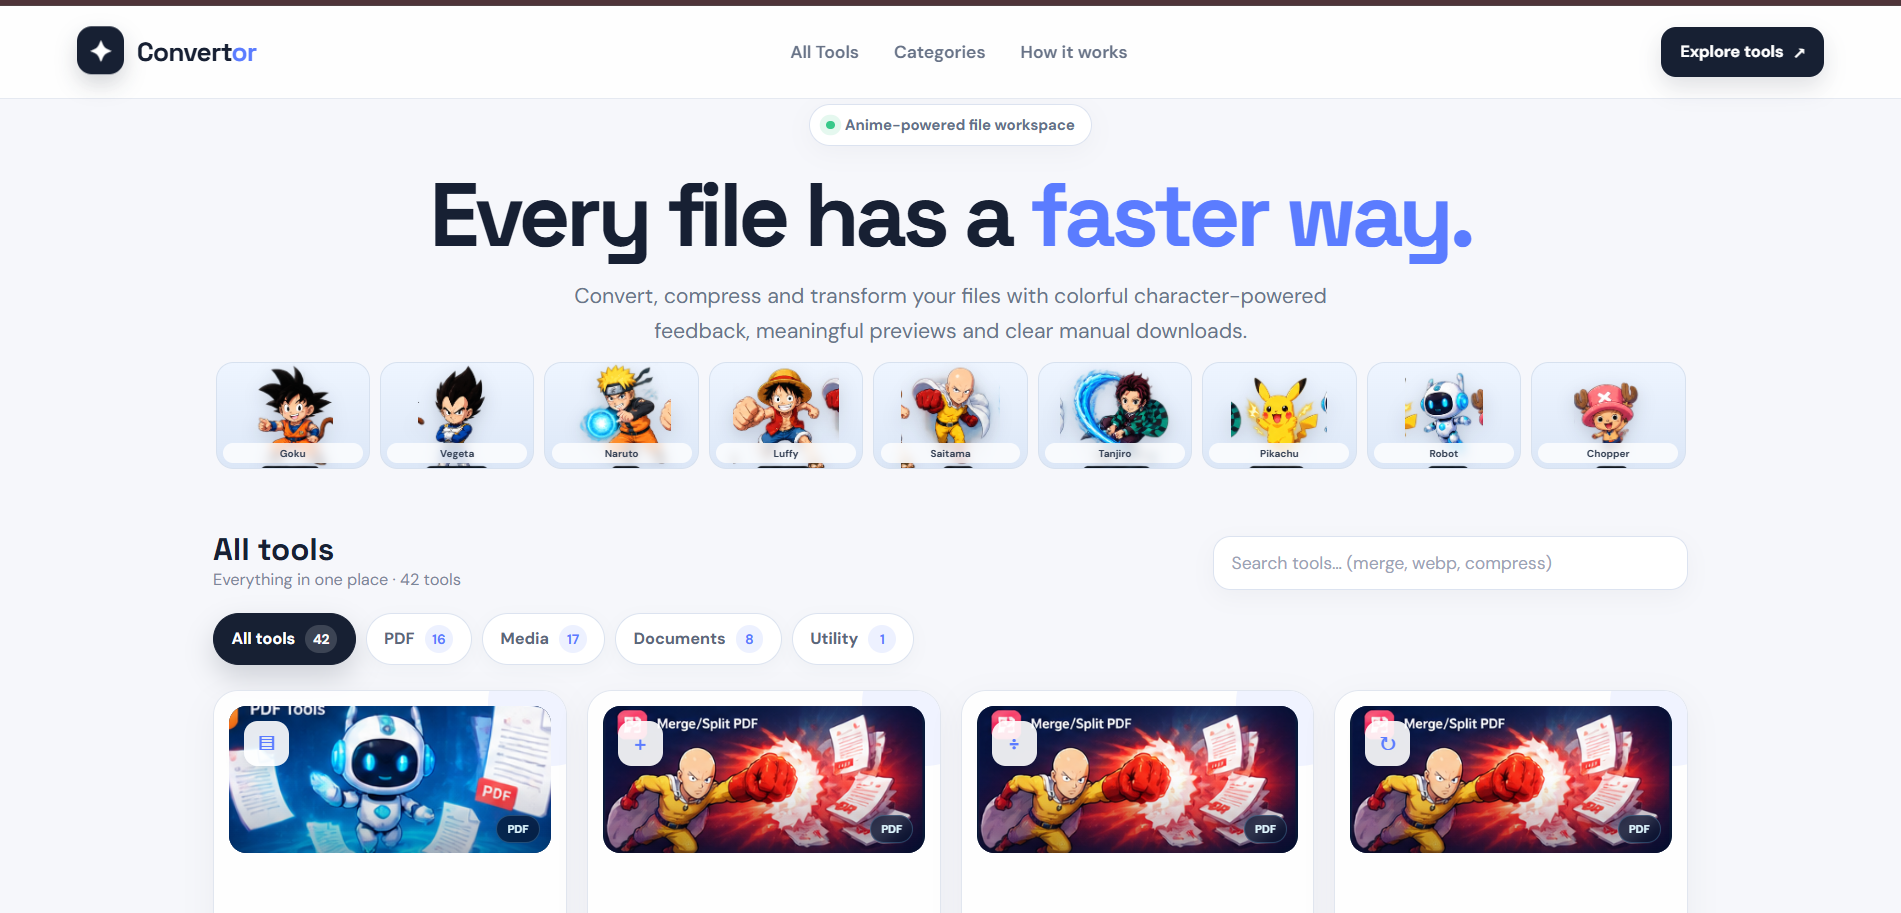 Convertor
All Tools
Categories
How it works
Explore tools ↗
Anime-powered file workspace
Every file has a faster way.
Convert, compress and transform your files with colorful character-powered
feedback, meaningful previews and clear manual downloads.
Goku
Vegeta
Naruto
Luffy
Saitama
Tanjiro
Pikachu
Robot
Chopper
All tools
Everything in one place · 42 tools
Search tools... (merge, webp, compress)
All tools 42
PDF 16
Media 17
Documents 8
Utility 1
PDF Tools
PDF
PDF
Merge/Split PDF
+
PDF
Merge/Split PDF
÷
PDF
Merge/Split PDF
↻
PDF